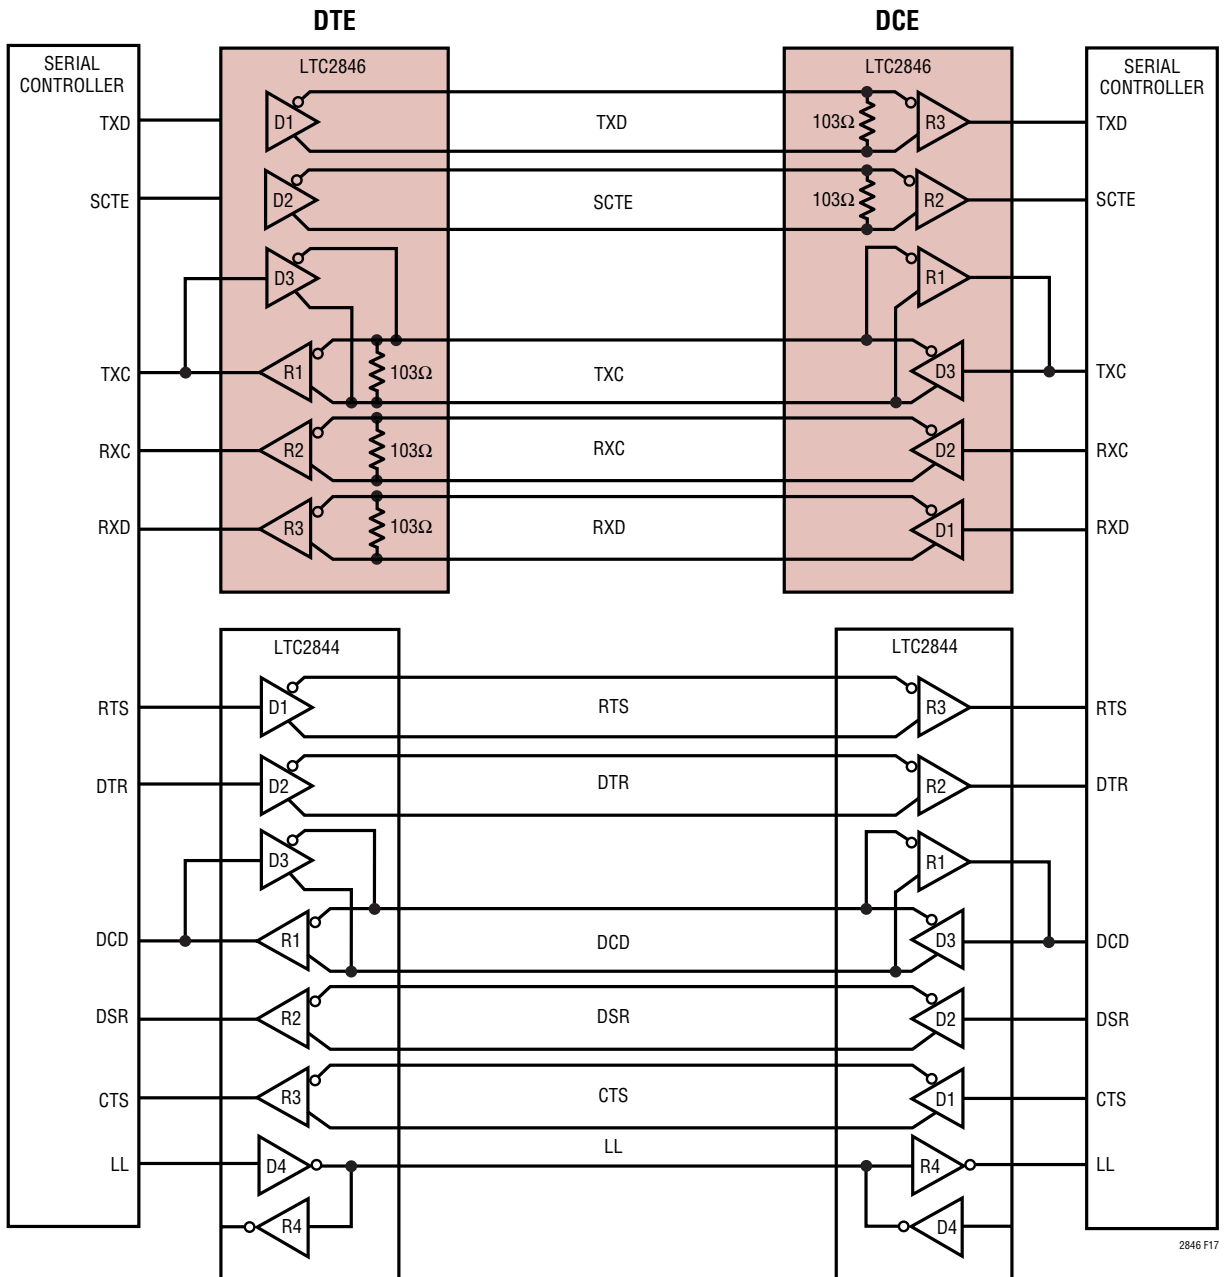 DTE
DCE
SERIAL
CONTROLLER
LTC2846
LTC2846
SERIAL
CONTROLLER
TXD
D1
TXD
103Ω
R3
TXD
SCTE
D2
SCTE
103Ω
R2
SCTE
D3
R1
TXC
R1
103Ω
TXC
D3
TXC
RXC
R2
103Ω
RXC
D2
RXC
RXD
R3
103Ω
RXD
D1
RXD
LTC2844
LTC2844
RTS
D1
RTS
R3
RTS
DTR
D2
DTR
R2
DTR
D3
R1
DCD
R1
DCD
D3
DCD
DSR
R2
DSR
D2
DSR
CTS
R3
CTS
D1
CTS
LL
D4
LL
R4
LL
R4
D4
2846 F17